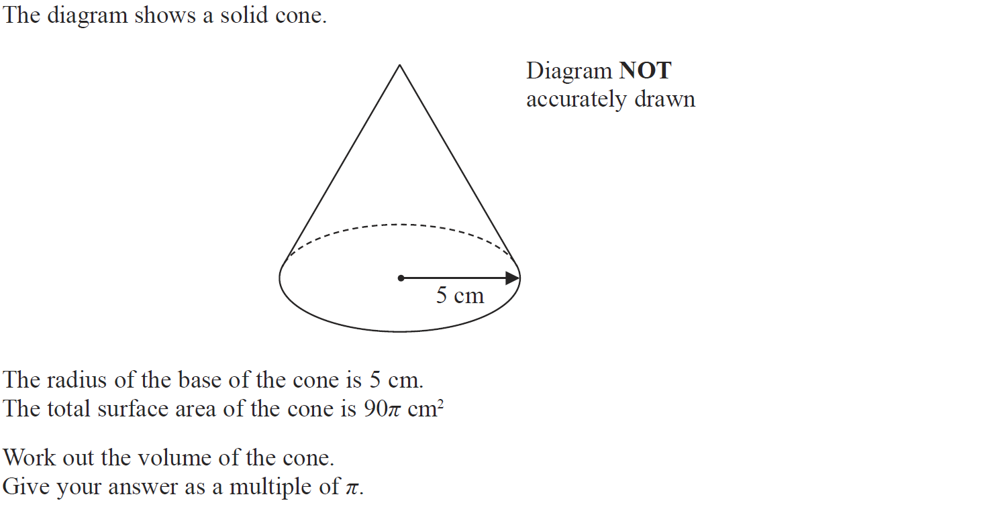 The diagram shows a solid cone.
Diagram NOT
accurately drawn
5 cm
The radius of the base of the cone is 5 cm.
The total surface area of the cone is 90π cm²
Work out the volume of the cone.
Give your answer as a multiple of π.